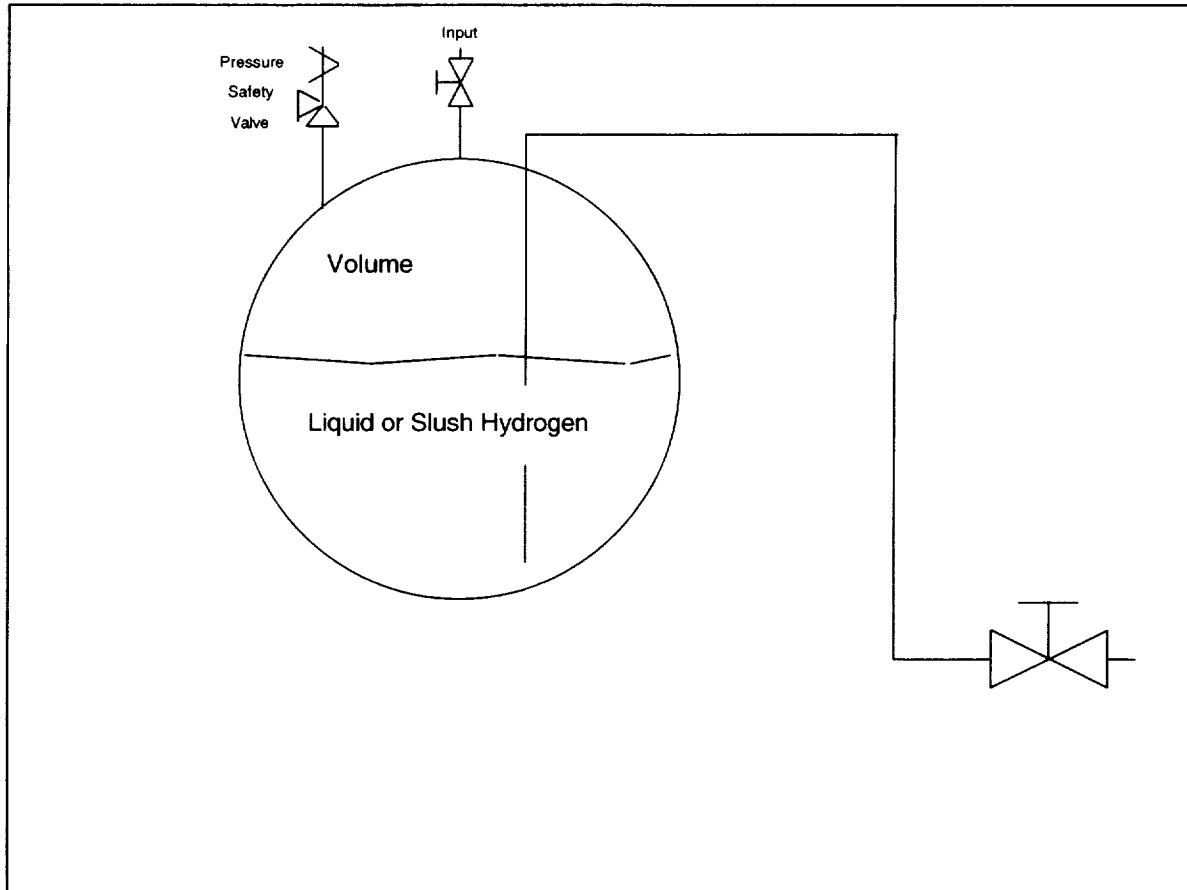 Input
Pressure
Safety
Valve
Volume
Liquid or Slush Hydrogen